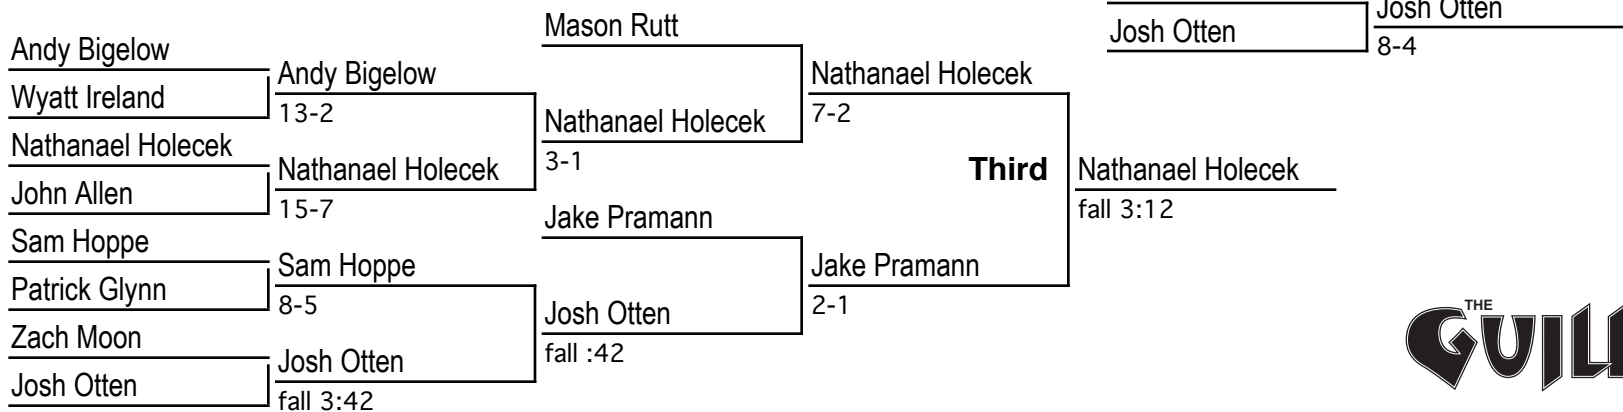 Andy Bigelow
Wyatt Ireland
Nathanael Holecek
John Allen
Sam Hoppe
Patrick Glynn
Zach Moon
Josh Otten
Andy Bigelow
13-2
Nathanael Holecek
15-7
Sam Hoppe
8-5
Josh Otten
fall 3:42
Mason Rutt
Nathanael Holecek
3-1
Jake Pramann
Josh Otten
fall :42
Nathanael Holecek
7-2
Third
Jake Pramann
2-1
Nathanael Holecek
fall 3:12
Josh Otten
Josh Otten
8-4
THE